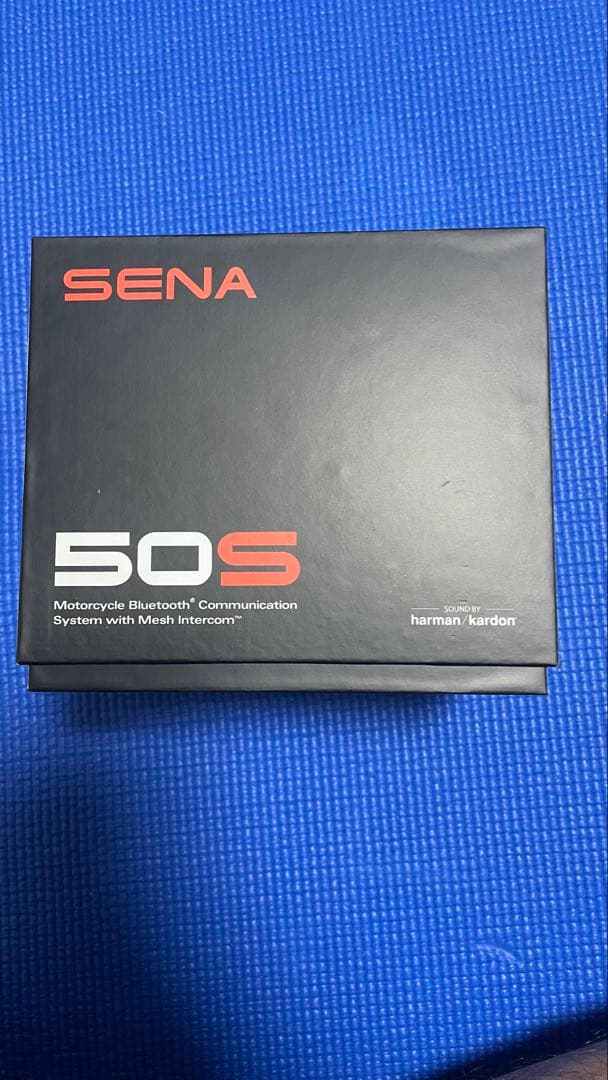 SENA
50S
Motorcycle Bluetooth® Communication
System with Mesh Intercom™
SOUND BY
harman/kardon